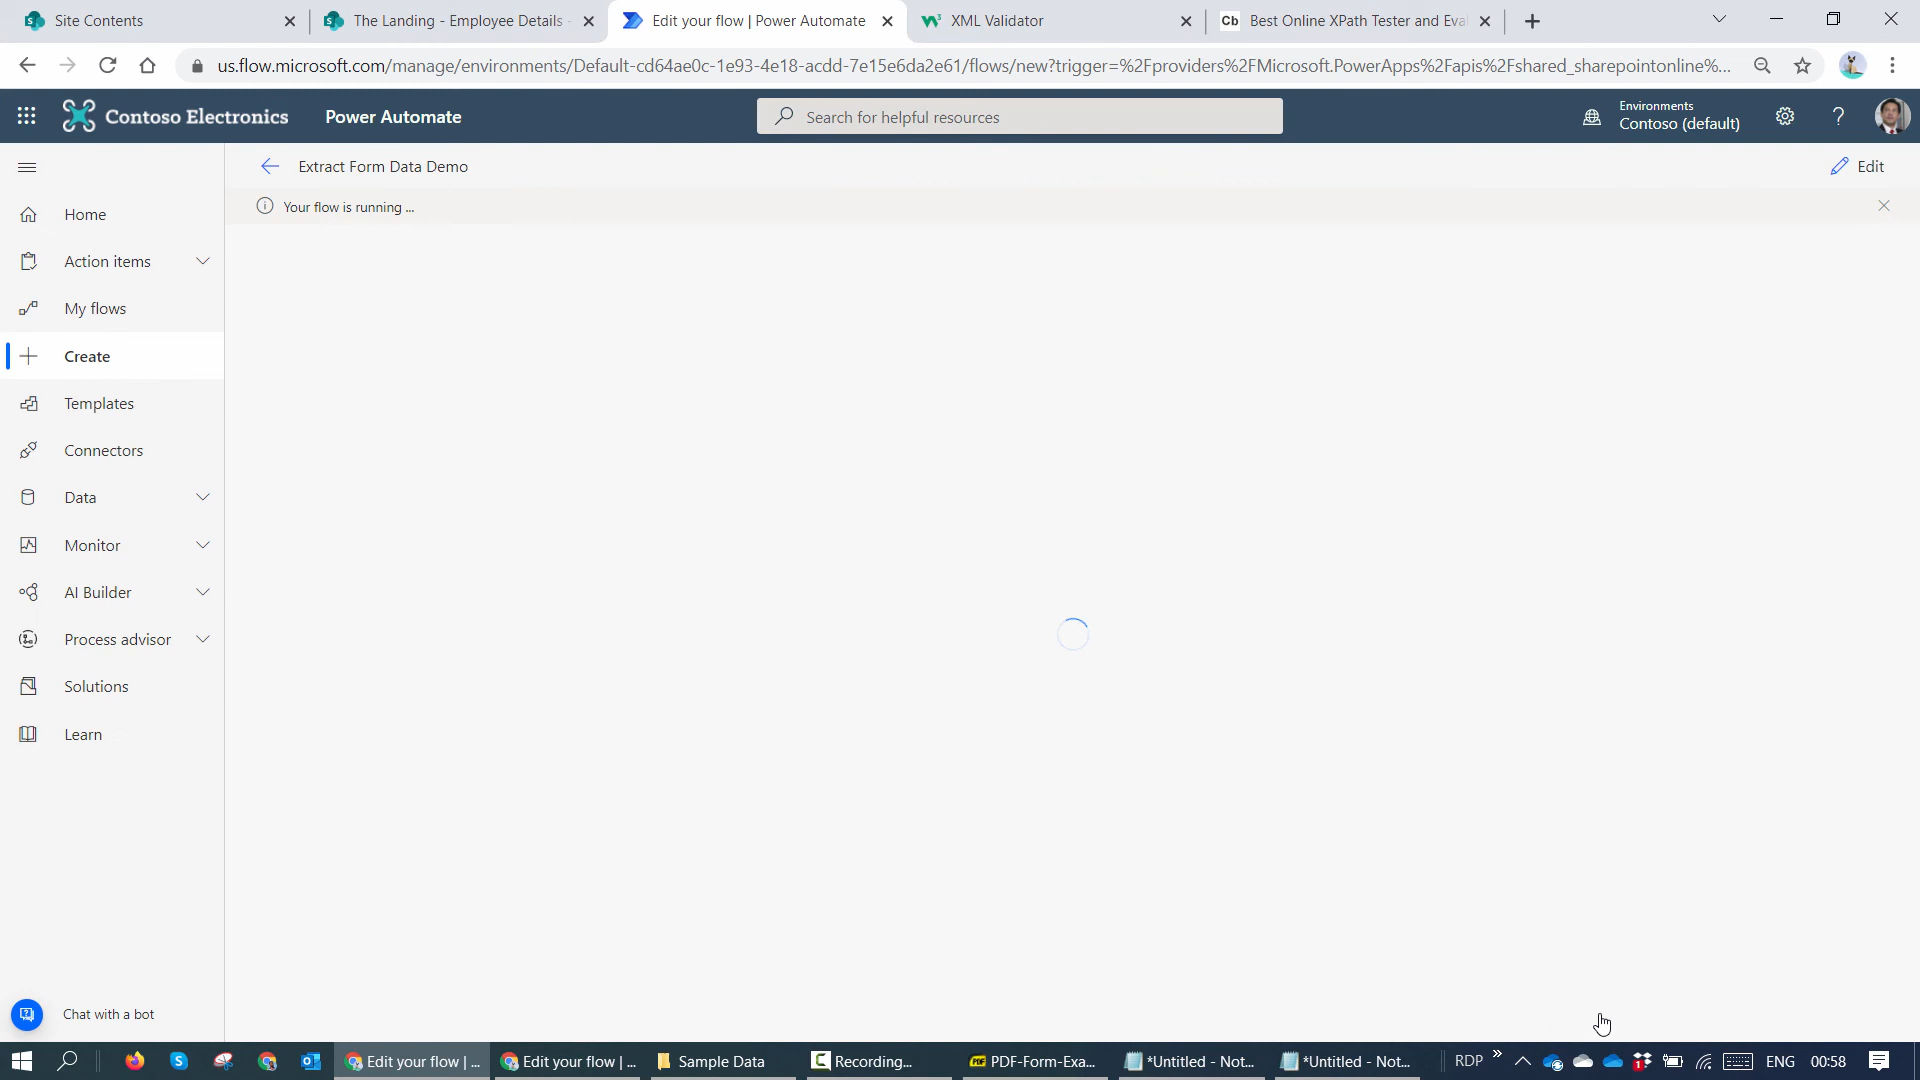 Site Contents
The Landing - Employee Details -
Edit your flow | Power Automate
XML Validator
Cb Best Online XPath Tester and Eval
us.flow.microsoft.com/manage/environments/Default-cd64ae0c-1e93-4e18-acdd-7e15e6da2e61/flows/new?trigger=%2Fproviders%2FMicrosoft.PowerApps%2Fapis%2Fshared_sharepointonline%...
Contoso Electronics
Power Automate
Search for helpful resources
Environments
Contoso (default)
Extract Form Data Demo
Edit
Your flow is running ...
Home
Action items
My flows
Create
Templates
Connectors
Data
Monitor
AI Builder
Process advisor
Solutions
Learn
Chat with a bot
Edit your flow | ...
Edit your flow | ...
Sample Data
Recording...
PDF-Form-Exa...
*Untitled - Not...
*Untitled - Not...
RDP
ENG
00:58